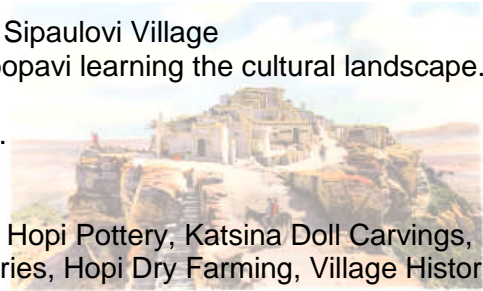 Sipaulovi Village
opavi learning the cultural landscape.
.
Hopi Pottery, Katsina Doll Carvings,
ries, Hopi Dry Farming, Village Histor